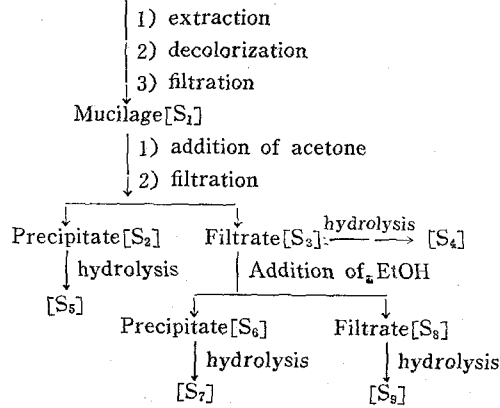 1) extraction
2) decolorization
3) filtration
Mucilage[S₁]
1) addition of acetone
2) filtration
Precipitate[S₂] Filtrate[S₃] hydrolysis [S₄]
hydrolysis Addition of EtOH
[S₅]
Precipitate[S₆] Filtrate[S₈]
hydrolysis hydrolysis
[S₇] [S₉]